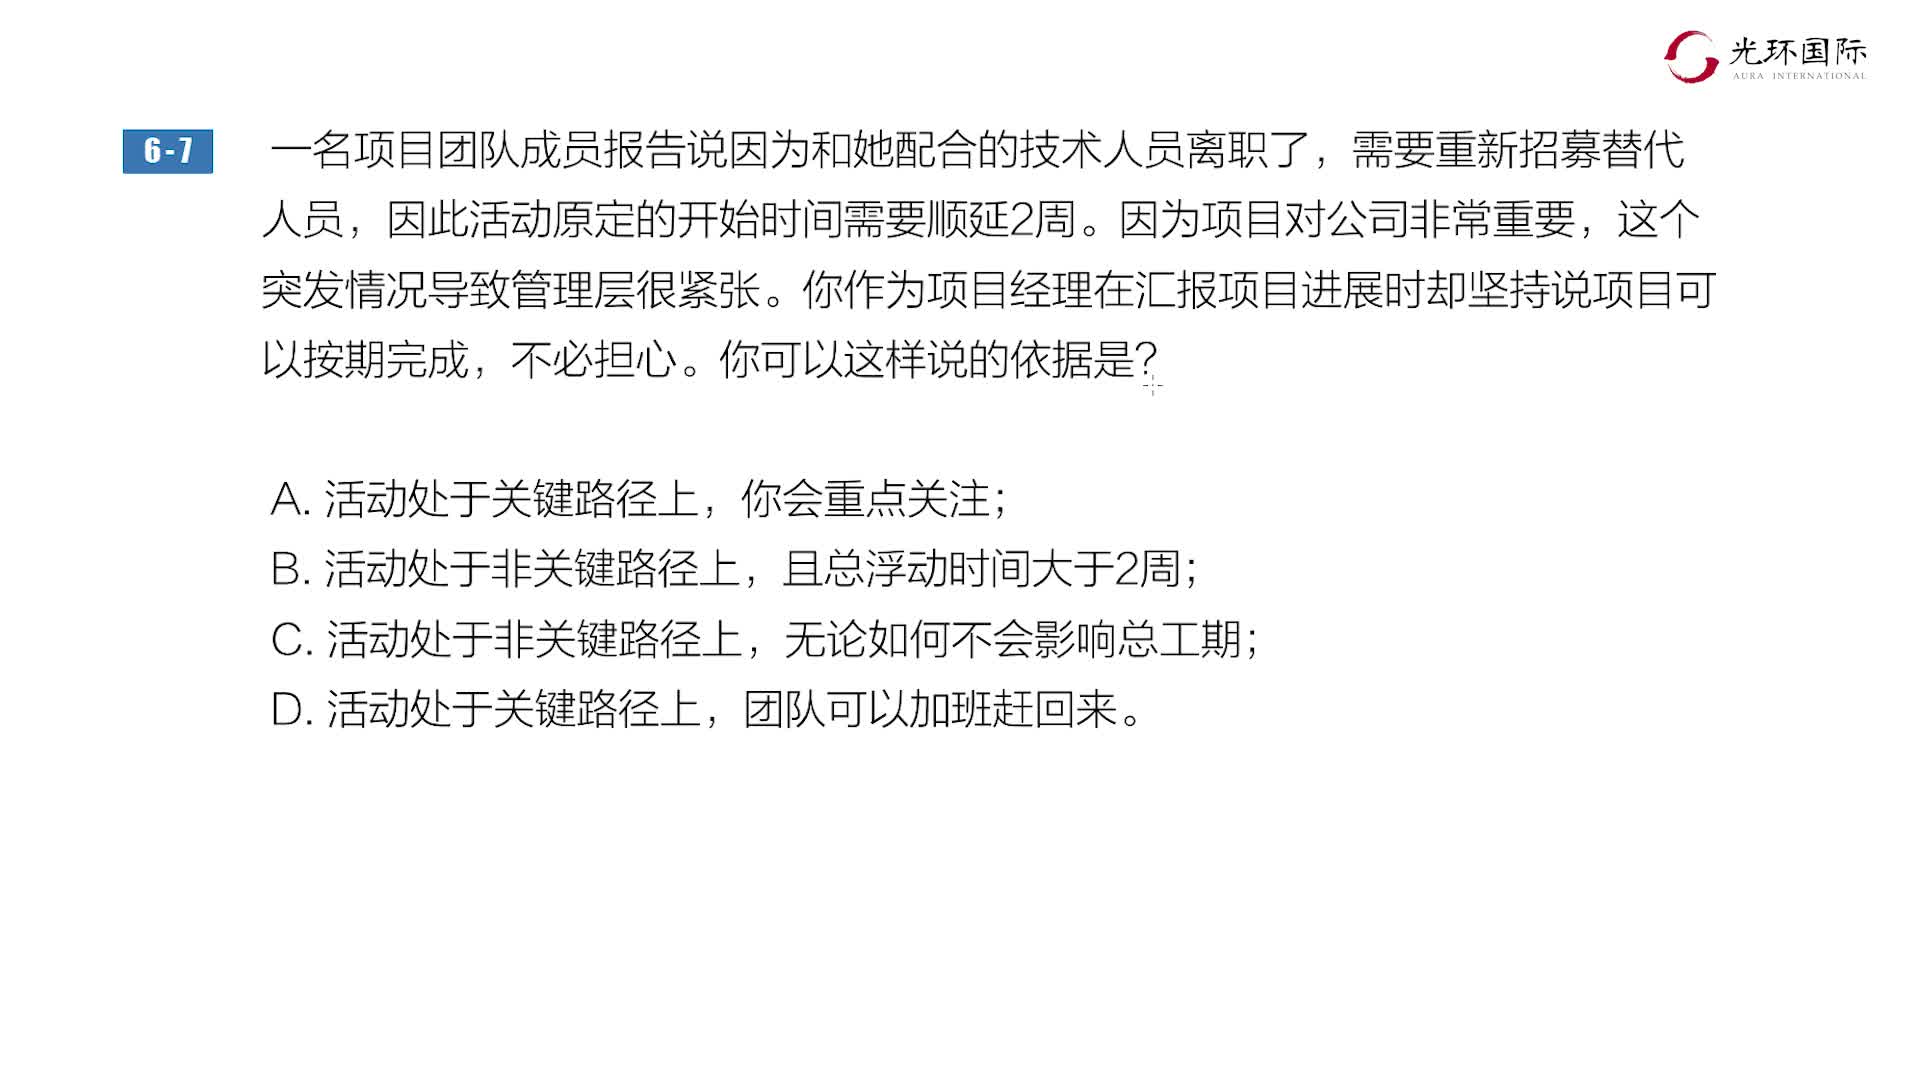 光环国际
AURA INTERNATIONAL
6-7
一名项目团队成员报告说因为和她配合的技术人员离职了，需要重新招募替代
人员，因此活动原定的开始时间需要顺延2周。因为项目对公司非常重要，这个
突发情况导致管理层很紧张。你作为项目经理在汇报项目进展时却坚持说项目可
以按期完成，不必担心。你可以这样说的依据是？
A. 活动处于关键路径上，你会重点关注；
B. 活动处于非关键路径上，且总浮动时间大于2周；
C. 活动处于非关键路径上，无论如何不会影响总工期；
D. 活动处于关键路径上，团队可以加班赶回来。